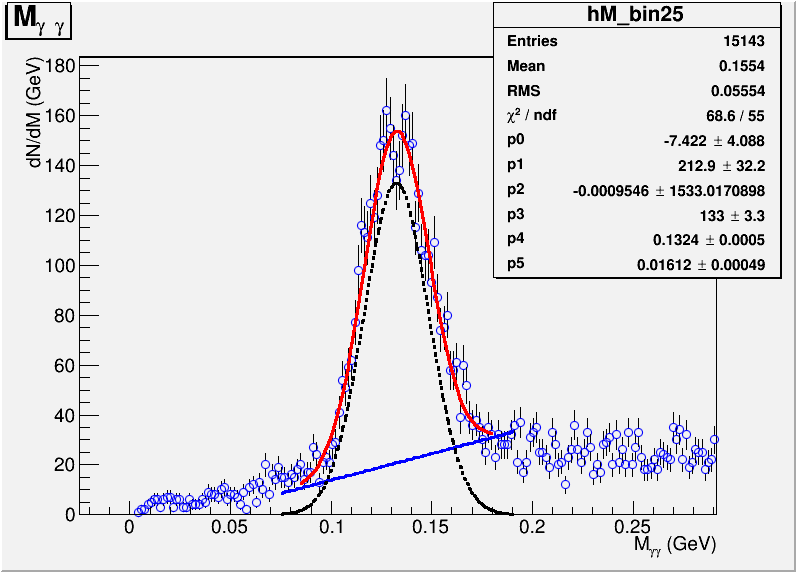 M γ γ
hM_bin25
Entries 15143
Mean 0.1554
RMS 0.05554
χ² / ndf 68.6 / 55
p0 -7.422 ± 4.088
p1 212.9 ± 32.2
p2 -0.0009546 ± 1533.0170898
p3 133 ± 3.3
p4 0.1324 ± 0.0005
p5 0.01612 ± 0.00049
dN/dM (GeV)
180
160
140
120
100
80
60
40
20
0
0 0.05 0.1 0.15 0.2 0.25
Mγγ (GeV)